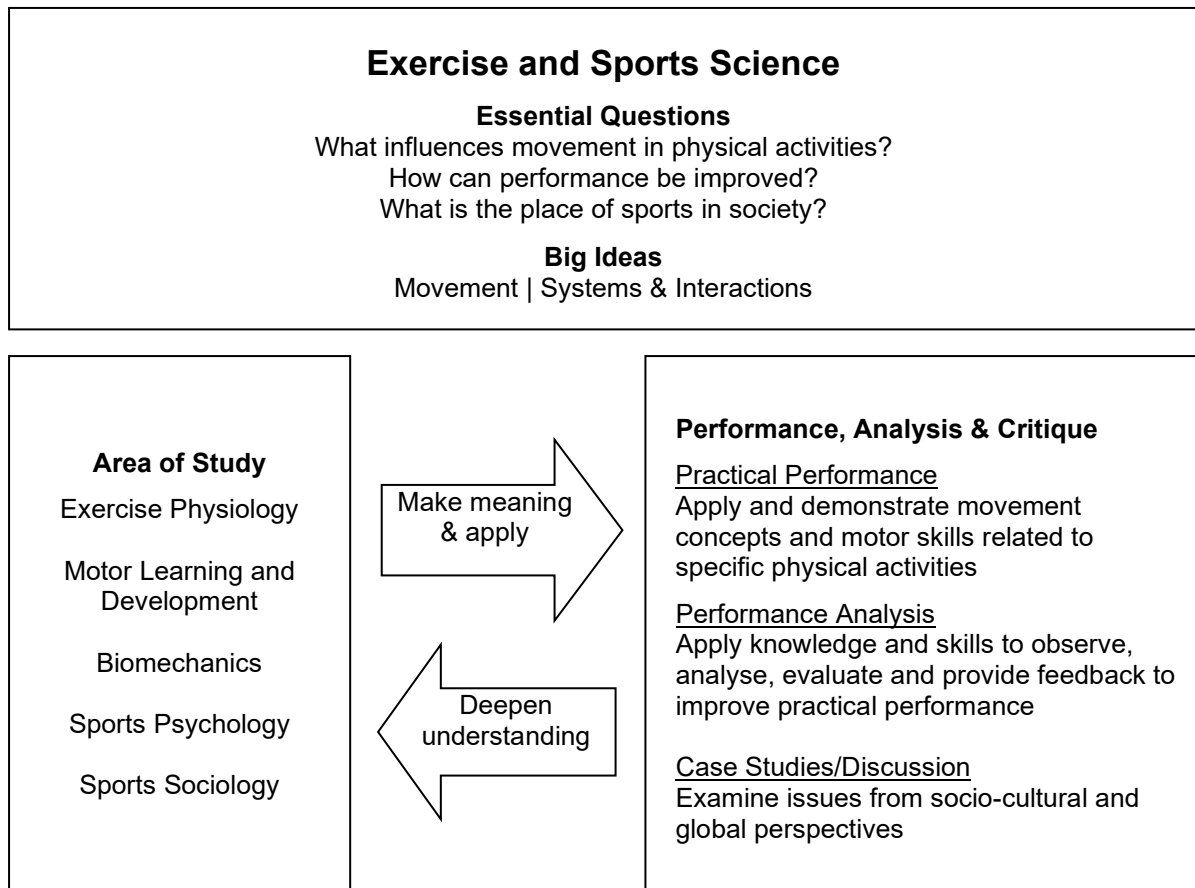 Exercise and Sports Science
Essential Questions
What influences movement in physical activities?
How can performance be improved?
What is the place of sports in society?
Big Ideas
Movement | Systems & Interactions
Area of Study
Exercise Physiology
Motor Learning and
Development
Biomechanics
Sports Psychology
Sports Sociology
Make meaning
& apply
Deepen
understanding
Performance, Analysis & Critique
Practical Performance
Apply and demonstrate movement
concepts and motor skills related to
specific physical activities
Performance Analysis
Apply knowledge and skills to observe,
analyse, evaluate and provide feedback to
improve practical performance
Case Studies/Discussion
Examine issues from socio-cultural and
global perspectives